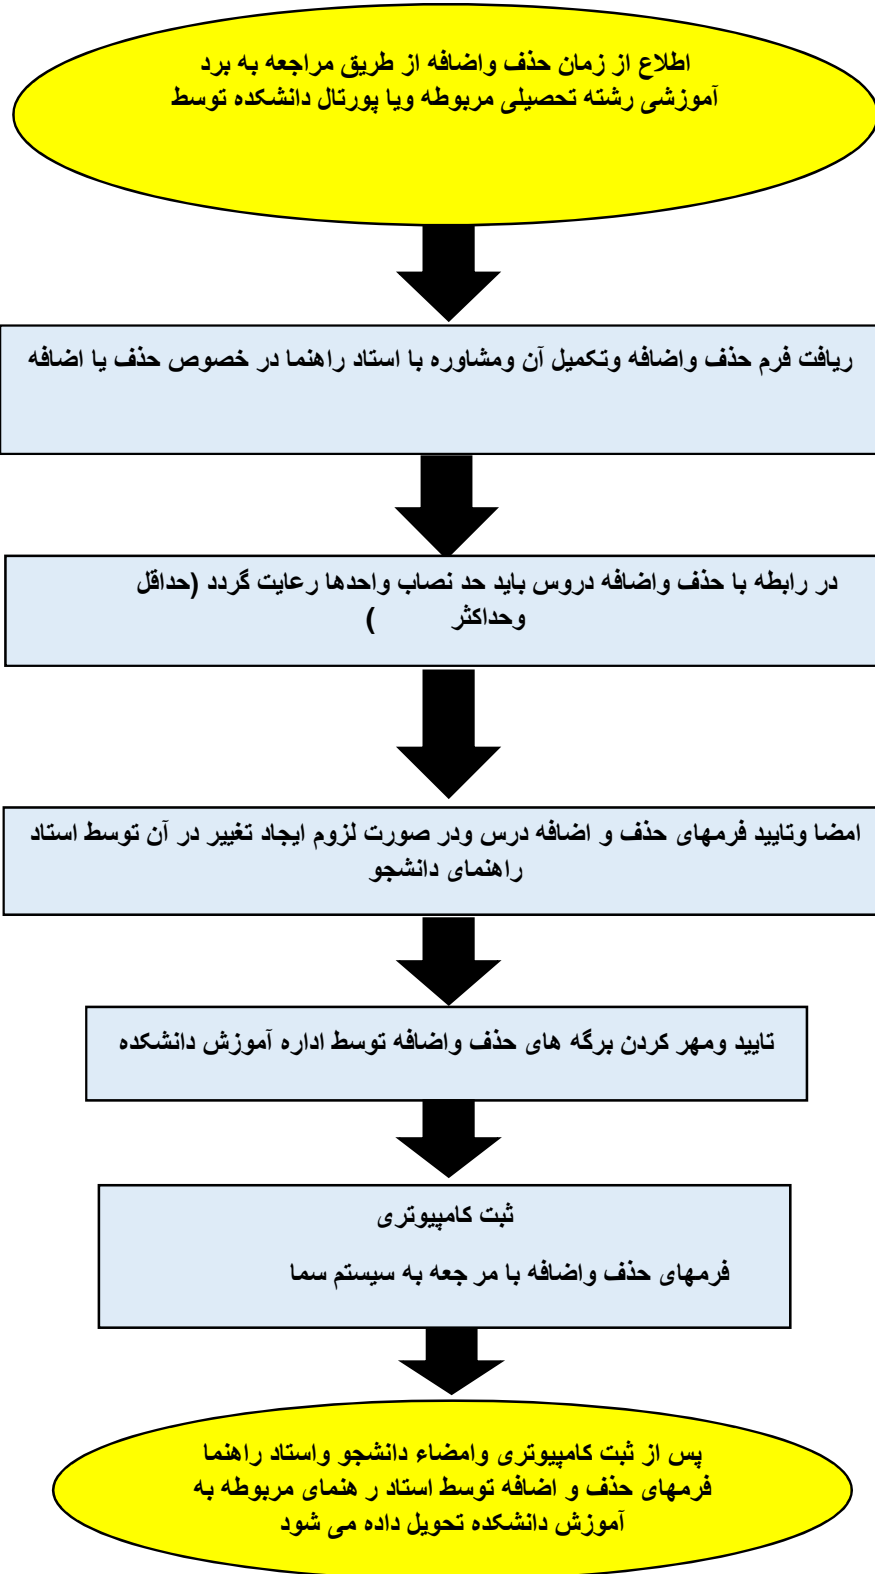 اطلاع از زمان حذف واضافه از طریق مراجعه به برد
آموزشی رشته تحصیلی مربوطه ویا پورتال دانشکده توسط
ریافت فرم حذف واضافه وتکمیل آن ومشاوره با استاد راهنما در خصوص حذف یا اضافه
در رابطه با حذف واضافه دروس باید حد نصاب واحدها رعایت گردد (حداقل
وحداکثر )
امضا وتایید فرمهای حذف و اضافه درس ودر صورت لزوم ایجاد تغییر در آن توسط استاد
راهنمای دانشجو
تایید ومهر کردن برگه های حذف واضافه توسط اداره آموزش دانشکده
ثبت کامپیوتری
فرمهای حذف واضافه با مر جعه به سیستم سما
پس از ثبت کامپیوتری وامضاء دانشجو واستاد راهنما
فرمهای حذف و اضافه توسط استاد ر هنمای مربوطه به
آموزش دانشکده تحویل داده می شود